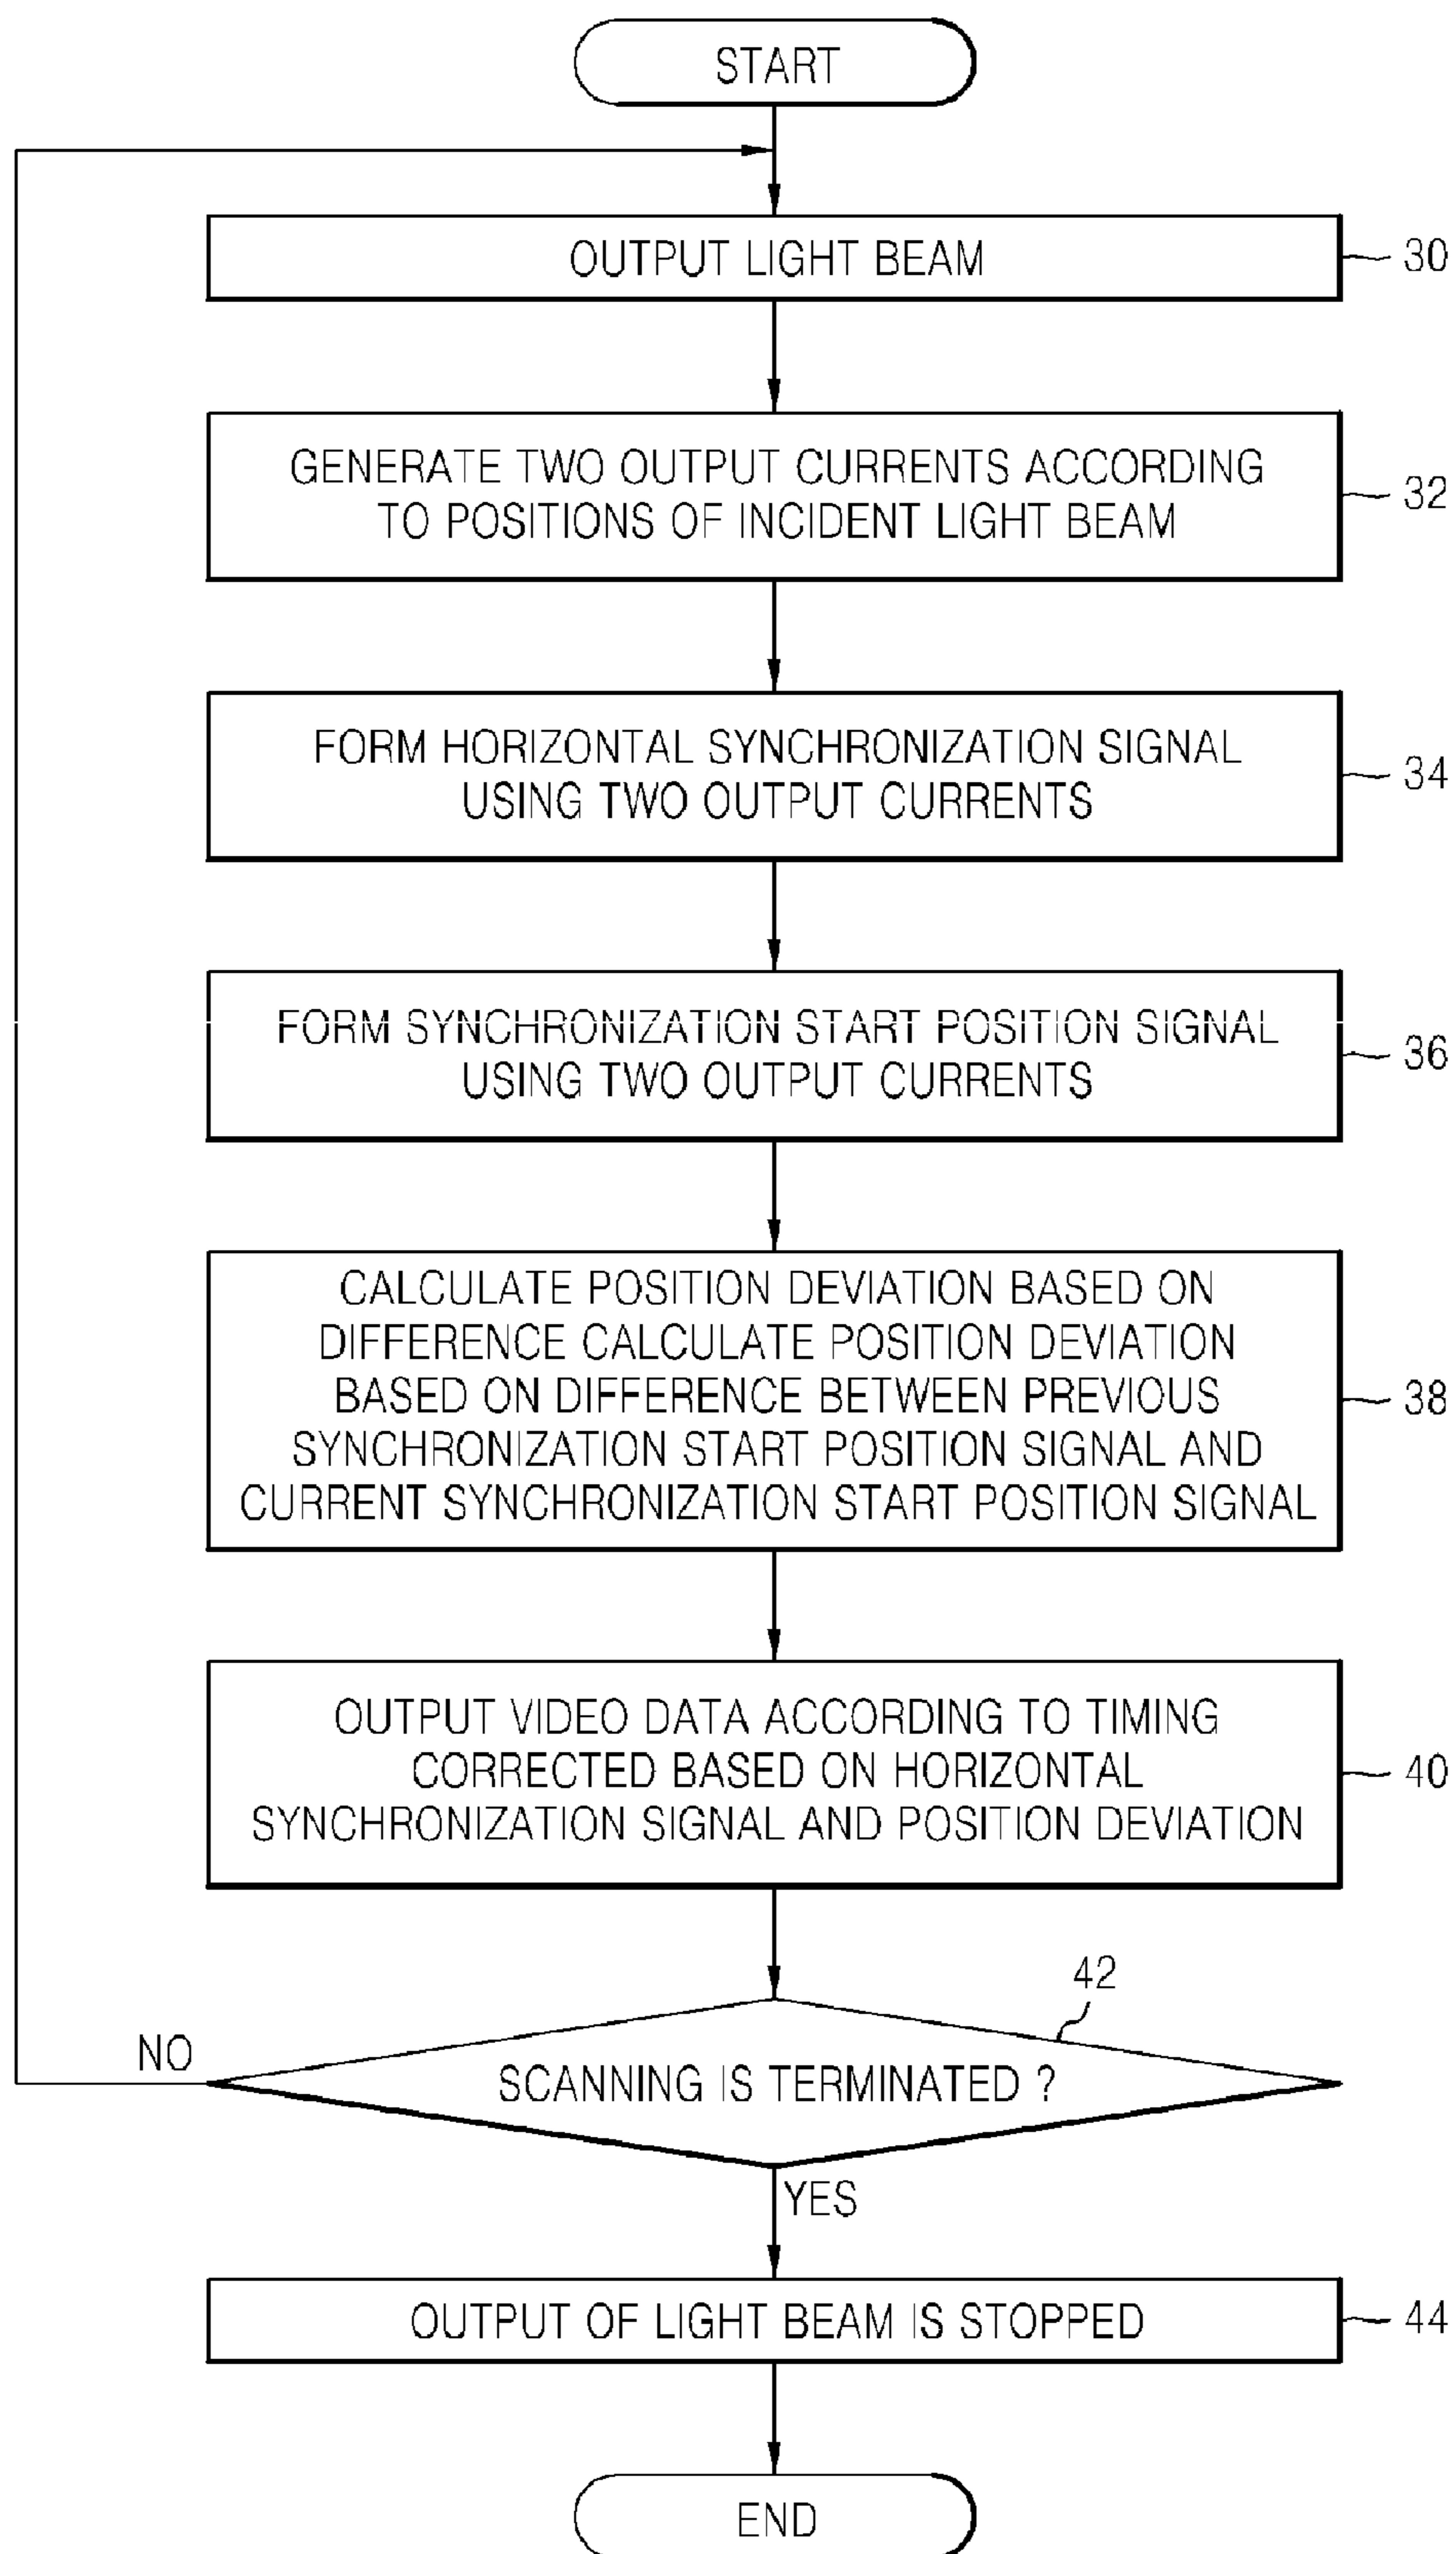 START
OUTPUT LIGHT BEAM
30
GENERATE TWO OUTPUT CURRENTS ACCORDING
TO POSITIONS OF INCIDENT LIGHT BEAM
32
FORM HORIZONTAL SYNCHRONIZATION SIGNAL
USING TWO OUTPUT CURRENTS
34
FORM SYNCHRONIZATION START POSITION SIGNAL
USING TWO OUTPUT CURRENTS
36
CALCULATE POSITION DEVIATION BASED ON
DIFFERENCE CALCULATE POSITION DEVIATION
BASED ON DIFFERENCE BETWEEN PREVIOUS
SYNCHRONIZATION START POSITION SIGNAL AND
CURRENT SYNCHRONIZATION START POSITION SIGNAL
38
OUTPUT VIDEO DATA ACCORDING TO TIMING
CORRECTED BASED ON HORIZONTAL
SYNCHRONIZATION SIGNAL AND POSITION DEVIATION
40
42
NO
SCANNING IS TERMINATED ?
YES
OUTPUT OF LIGHT BEAM IS STOPPED
44
END